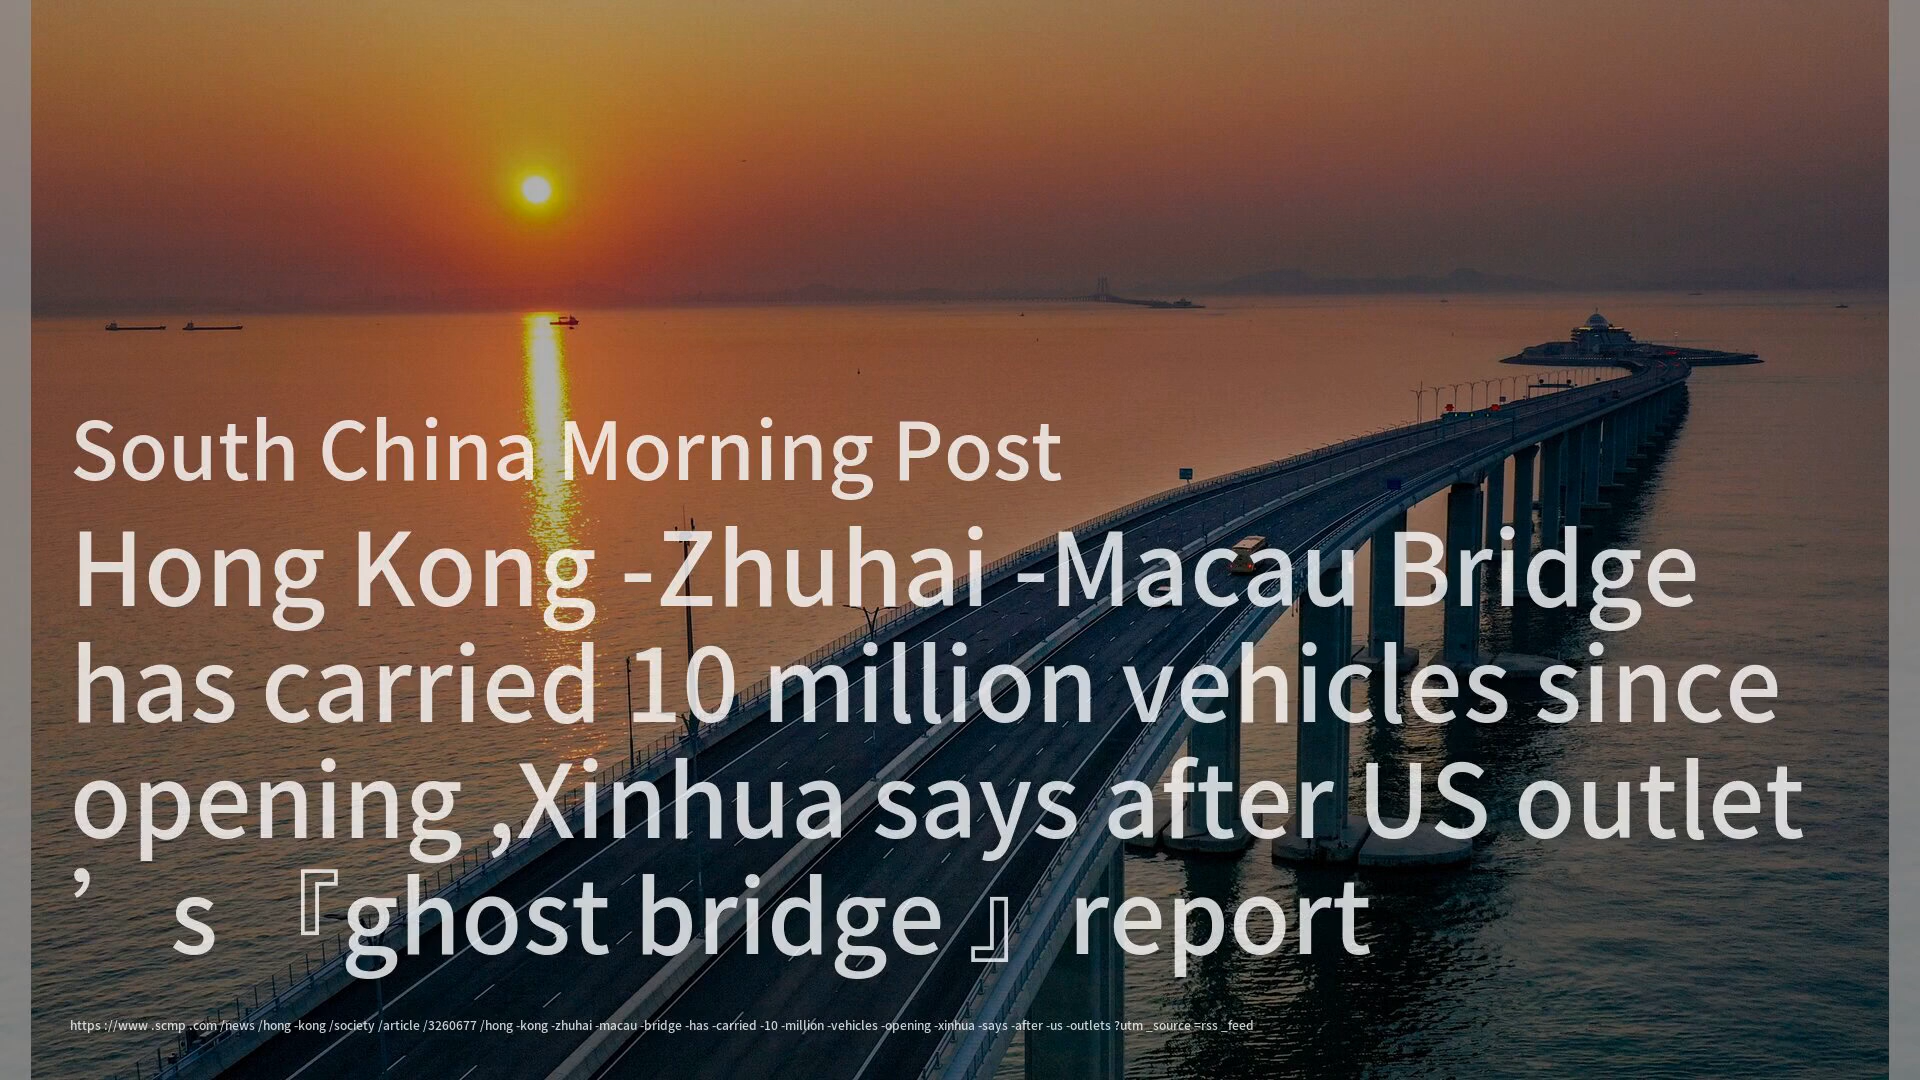 South China Morning Post
Hong Kong -Zhuhai -Macau Bridge
has carried 10 million vehicles since
opening ,Xinhua says after US outlet
’ s 『ghost bridge 』 report
https ://www .scmp .com /news /hong -kong /society /article /3260677 /hong -kong -zhuhai -macau -bridge -has -carried -10 -million -vehicles -opening -xinhua -says -after -us -outlets ?utm _source =rss _feed